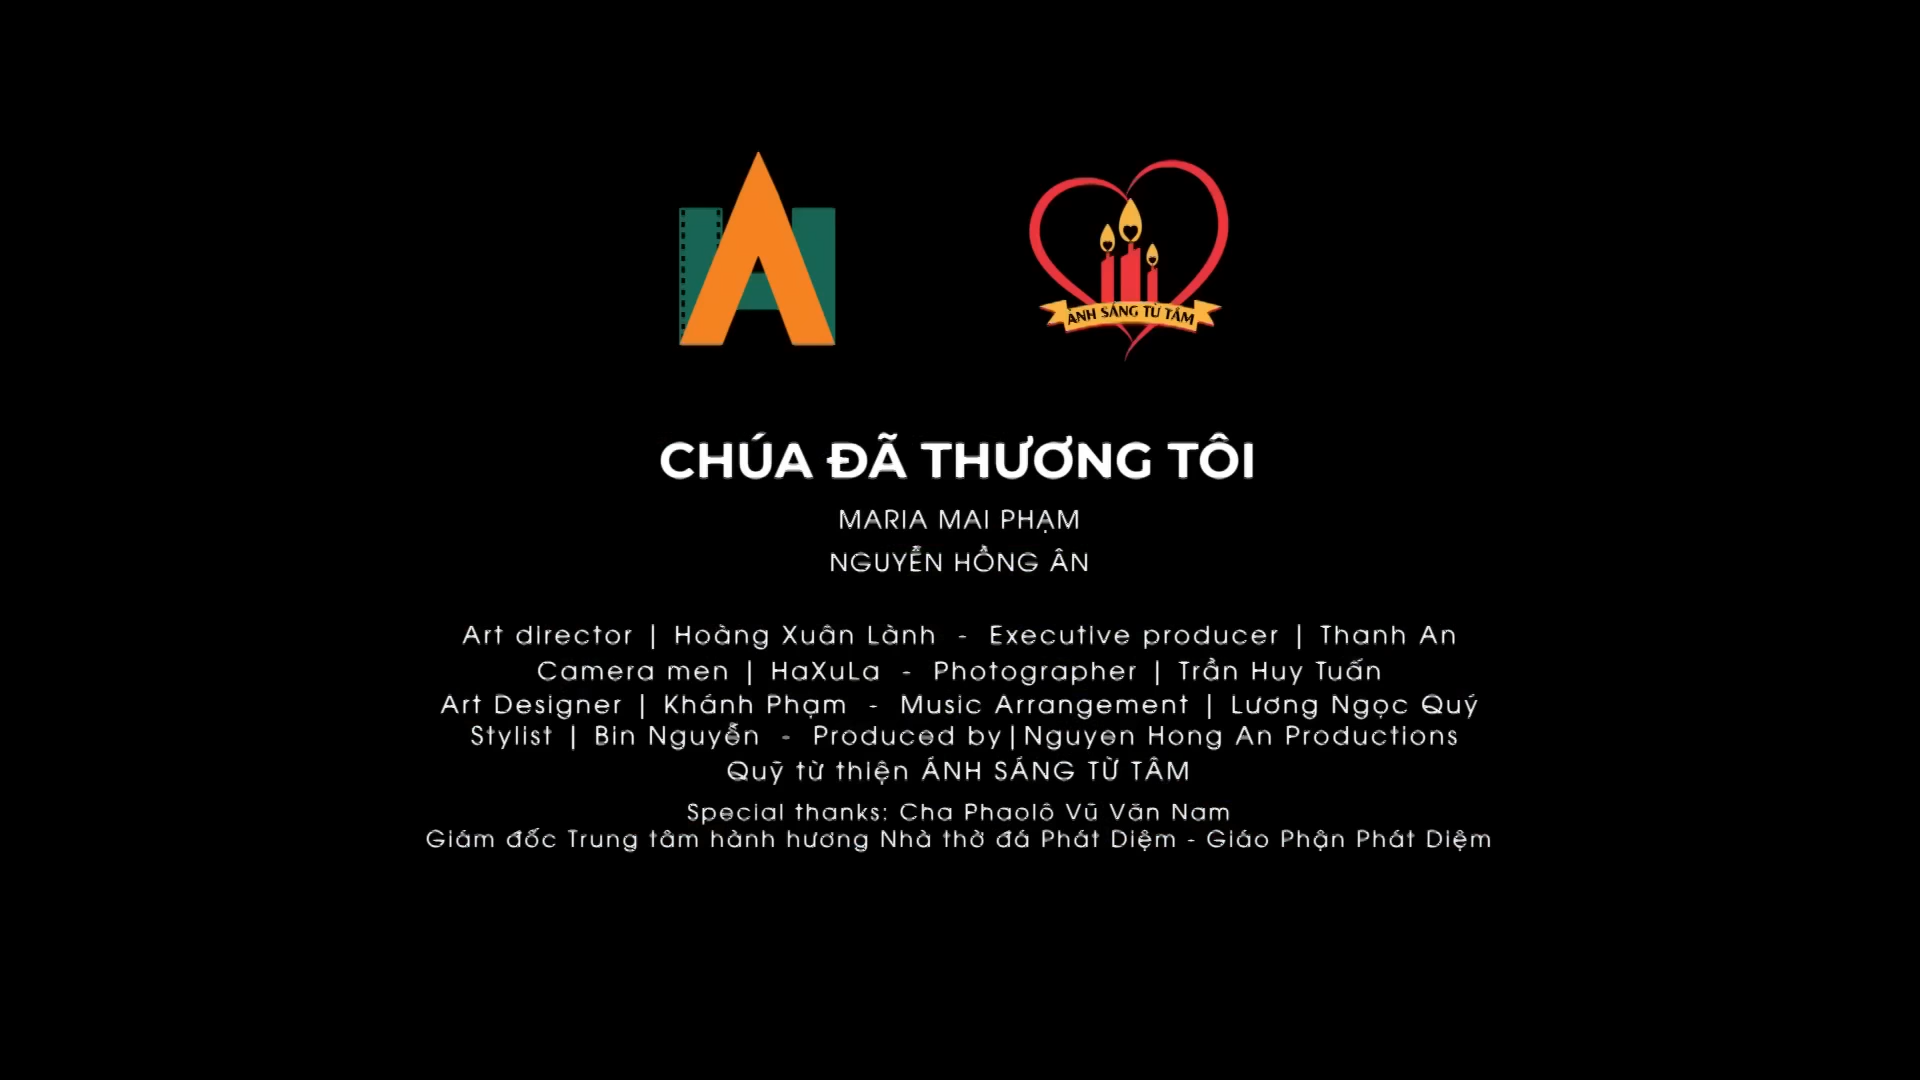 ÁNH SÁNG TỪ TÂM
CHÚA ĐÃ THƯƠNG TÔI
MARIA MAI PHẠM
NGUYỄN HỒNG ÂN
Art director | Hoàng Xuân Lành - Executive producer | Thanh An
Camera men | HaXuLa - Photographer | Trần Huy Tuấn
Art Designer | Khánh Phạm - Music Arrangement | Lương Ngọc Quý
Stylist | Bin Nguyễn - Produced by|Nguyen Hong An Productions
Quỹ từ thiện ÁNH SÁNG TỪ TÂM
Special thanks: Cha Phaolô Vũ Văn Nam
Giám đốc Trung tâm hành hương Nhà thờ đá Phát Diệm - Giáo Phận Phát Diệm